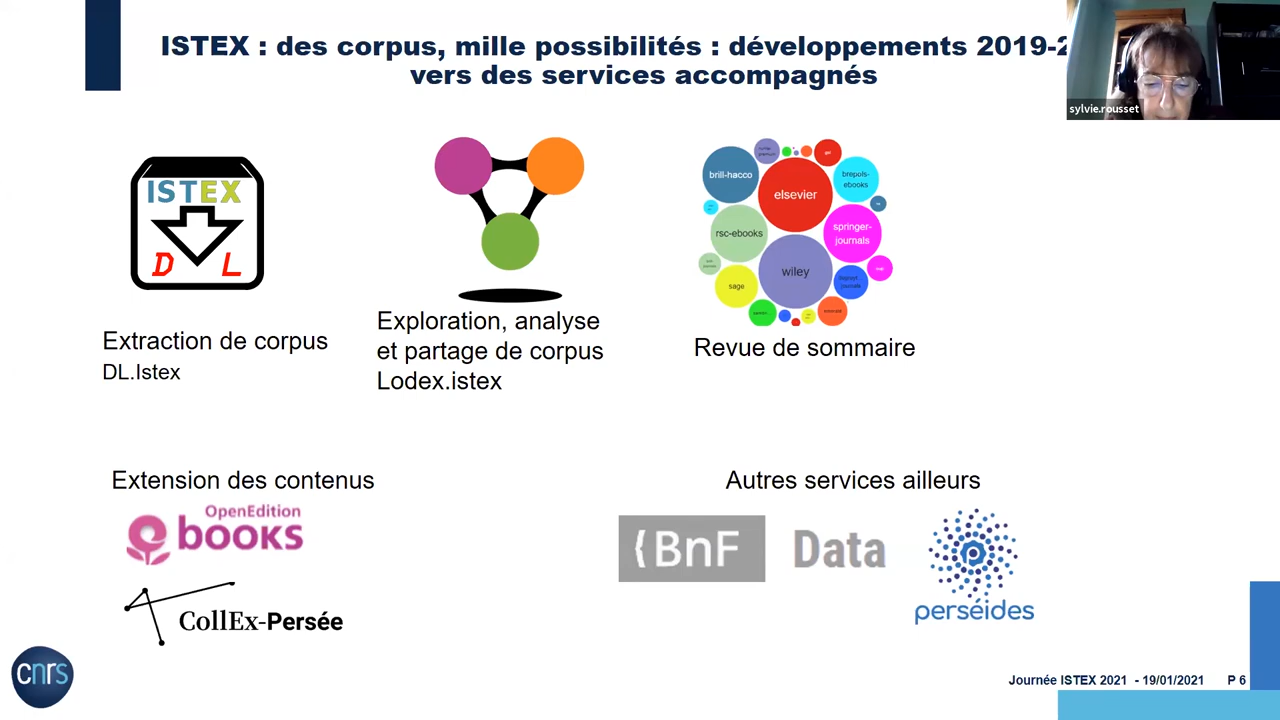 ISTEX : des corpus, mille possibilités : développements 2019-2
vers des services accompagnés
sylvie.rousset
ISTEX
D L
brill-hacco
elsevier
brepols-
ebooks
rsc-ebooks
springer-
journals
wiley
sage
Extraction de corpus
DL.Istex
Exploration, analyse
et partage de corpus
Lodex.istex
Revue de sommaire
Extension des contenus
OpenEdition
books
CollEx-Persée
Autres services ailleurs
BnF Data
perséides
cnrs
Journée ISTEX 2021 - 19/01/2021 P 6